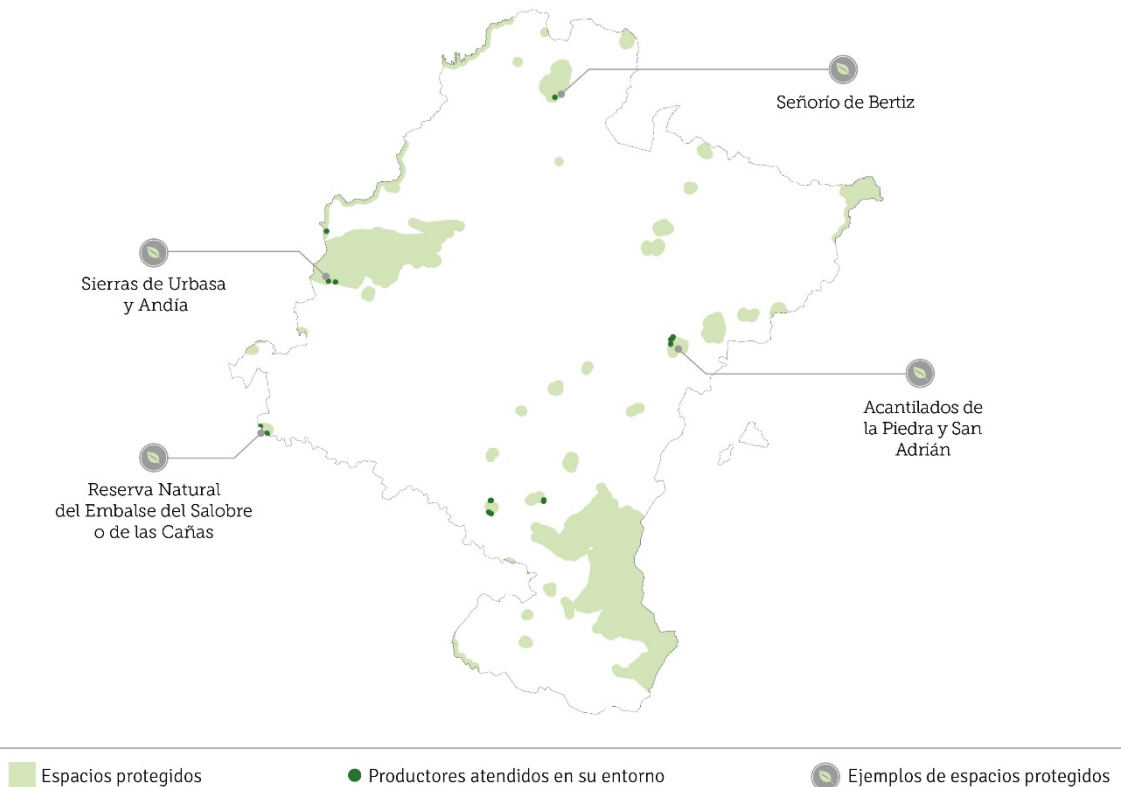 Señorío de Bertiz
Sierras de Urbasa
y Andía
Acantilados de
la Piedra y San
Adrián
Reserva Natural
del Embalse del Salobre
o de las Cañas
Espacios protegidos
Productores atendidos en su entorno
Ejemplos de espacios protegidos